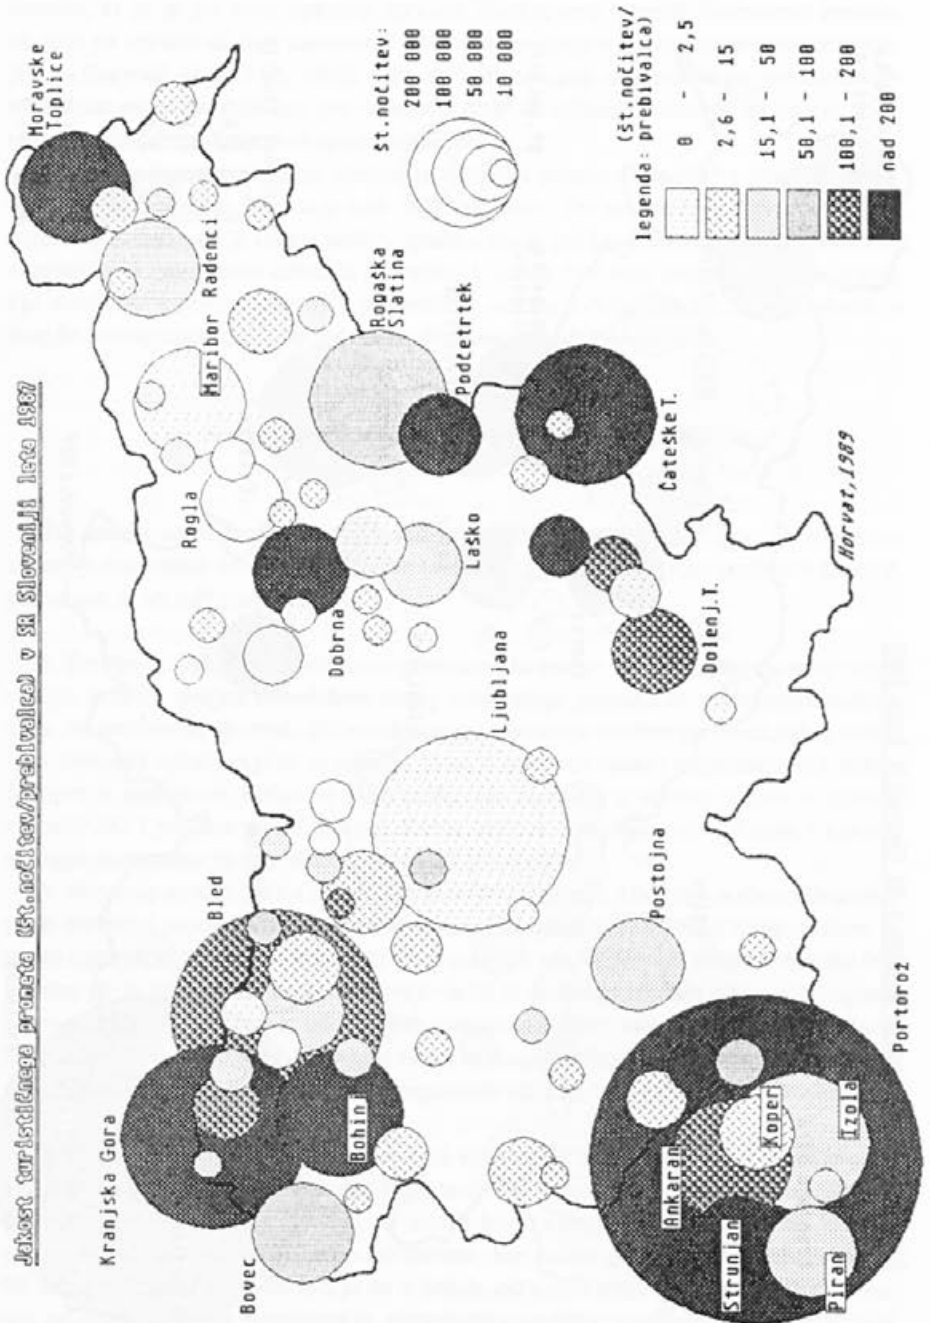 Jakost turističnega prometa (št.nočitev/prebivalca) v SR Sloveniji leta 1987
Moravske
Toplice
Radenci
Maribor
Rogla
Rogaška
Slatina
Podčetrtek
Čateške T.
Laško
Dobrna
Dolenj.T.
Ljubljana
Bled
Postojna
Kranjska Gora
Bohinj
Bovec
Portorož
Ankaran
Koper
Izola
Strunjan
Piran
št.nočitev:
200 000
100 000
50 000
10 000
(št.nočitev/
legenda: prebivalca)
0 - 2,5
2,6 - 15
15,1 - 50
50,1 - 100
100,1 - 200
nad 200
Horvat,1989